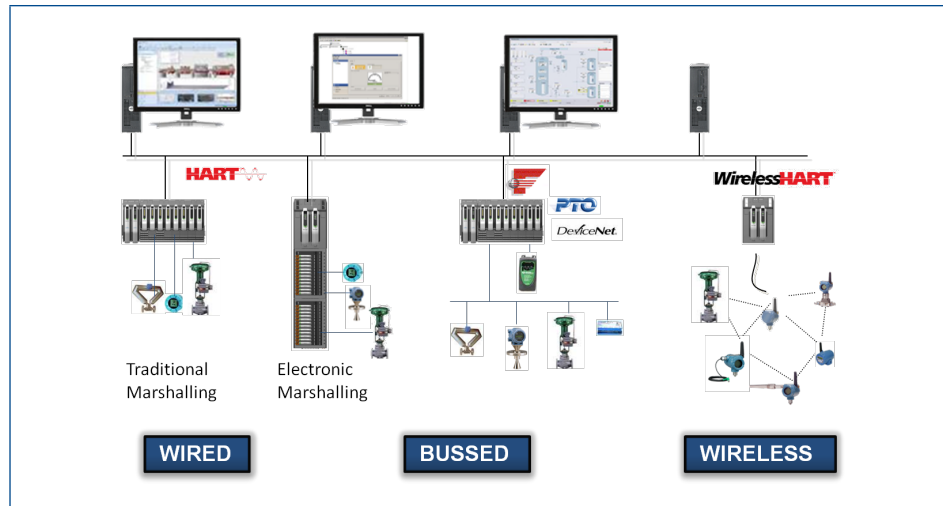 HART
WirelessHART
PTO
DeviceNet
Traditional
Marshalling
Electronic
Marshalling
WIRED
BUSSED
WIRELESS